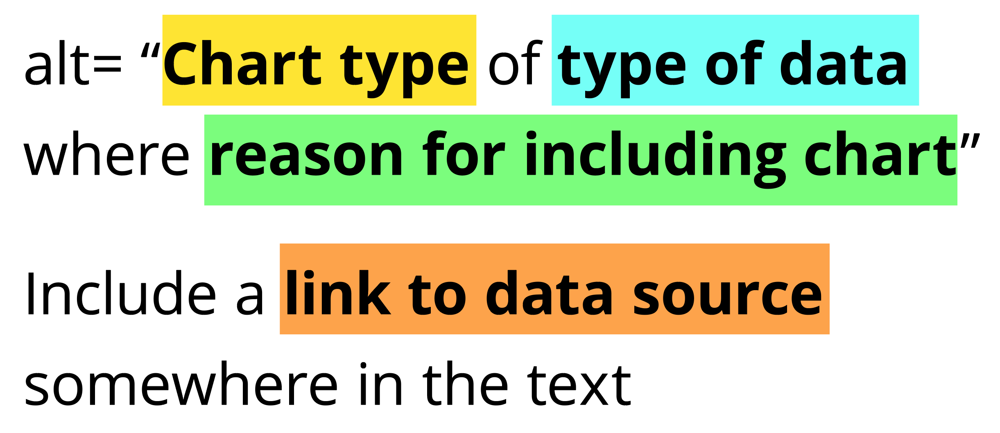 alt= “Chart type of type of data
where reason for including chart”
Include a link to data source
somewhere in the text